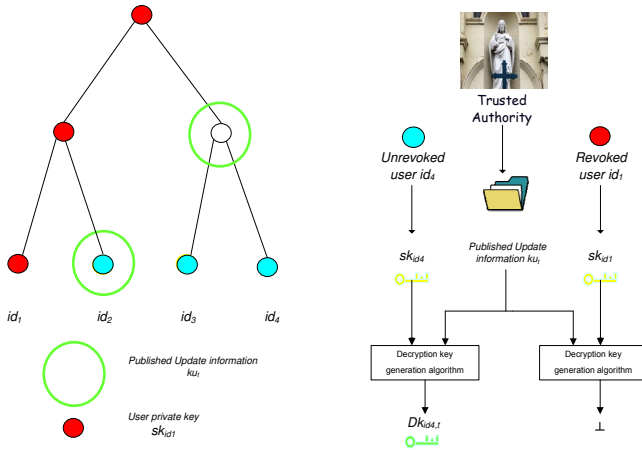 id1
id2
id3
id4
Published Update information
kut
User private key
skid1
Trusted
Authority
Unrevoked
user id4
Revoked
user id1
skid4
Published Update
information kut
skid1
Decryption key
generation algorithm
Decryption key
generation algorithm
Dkid4,t
⊥